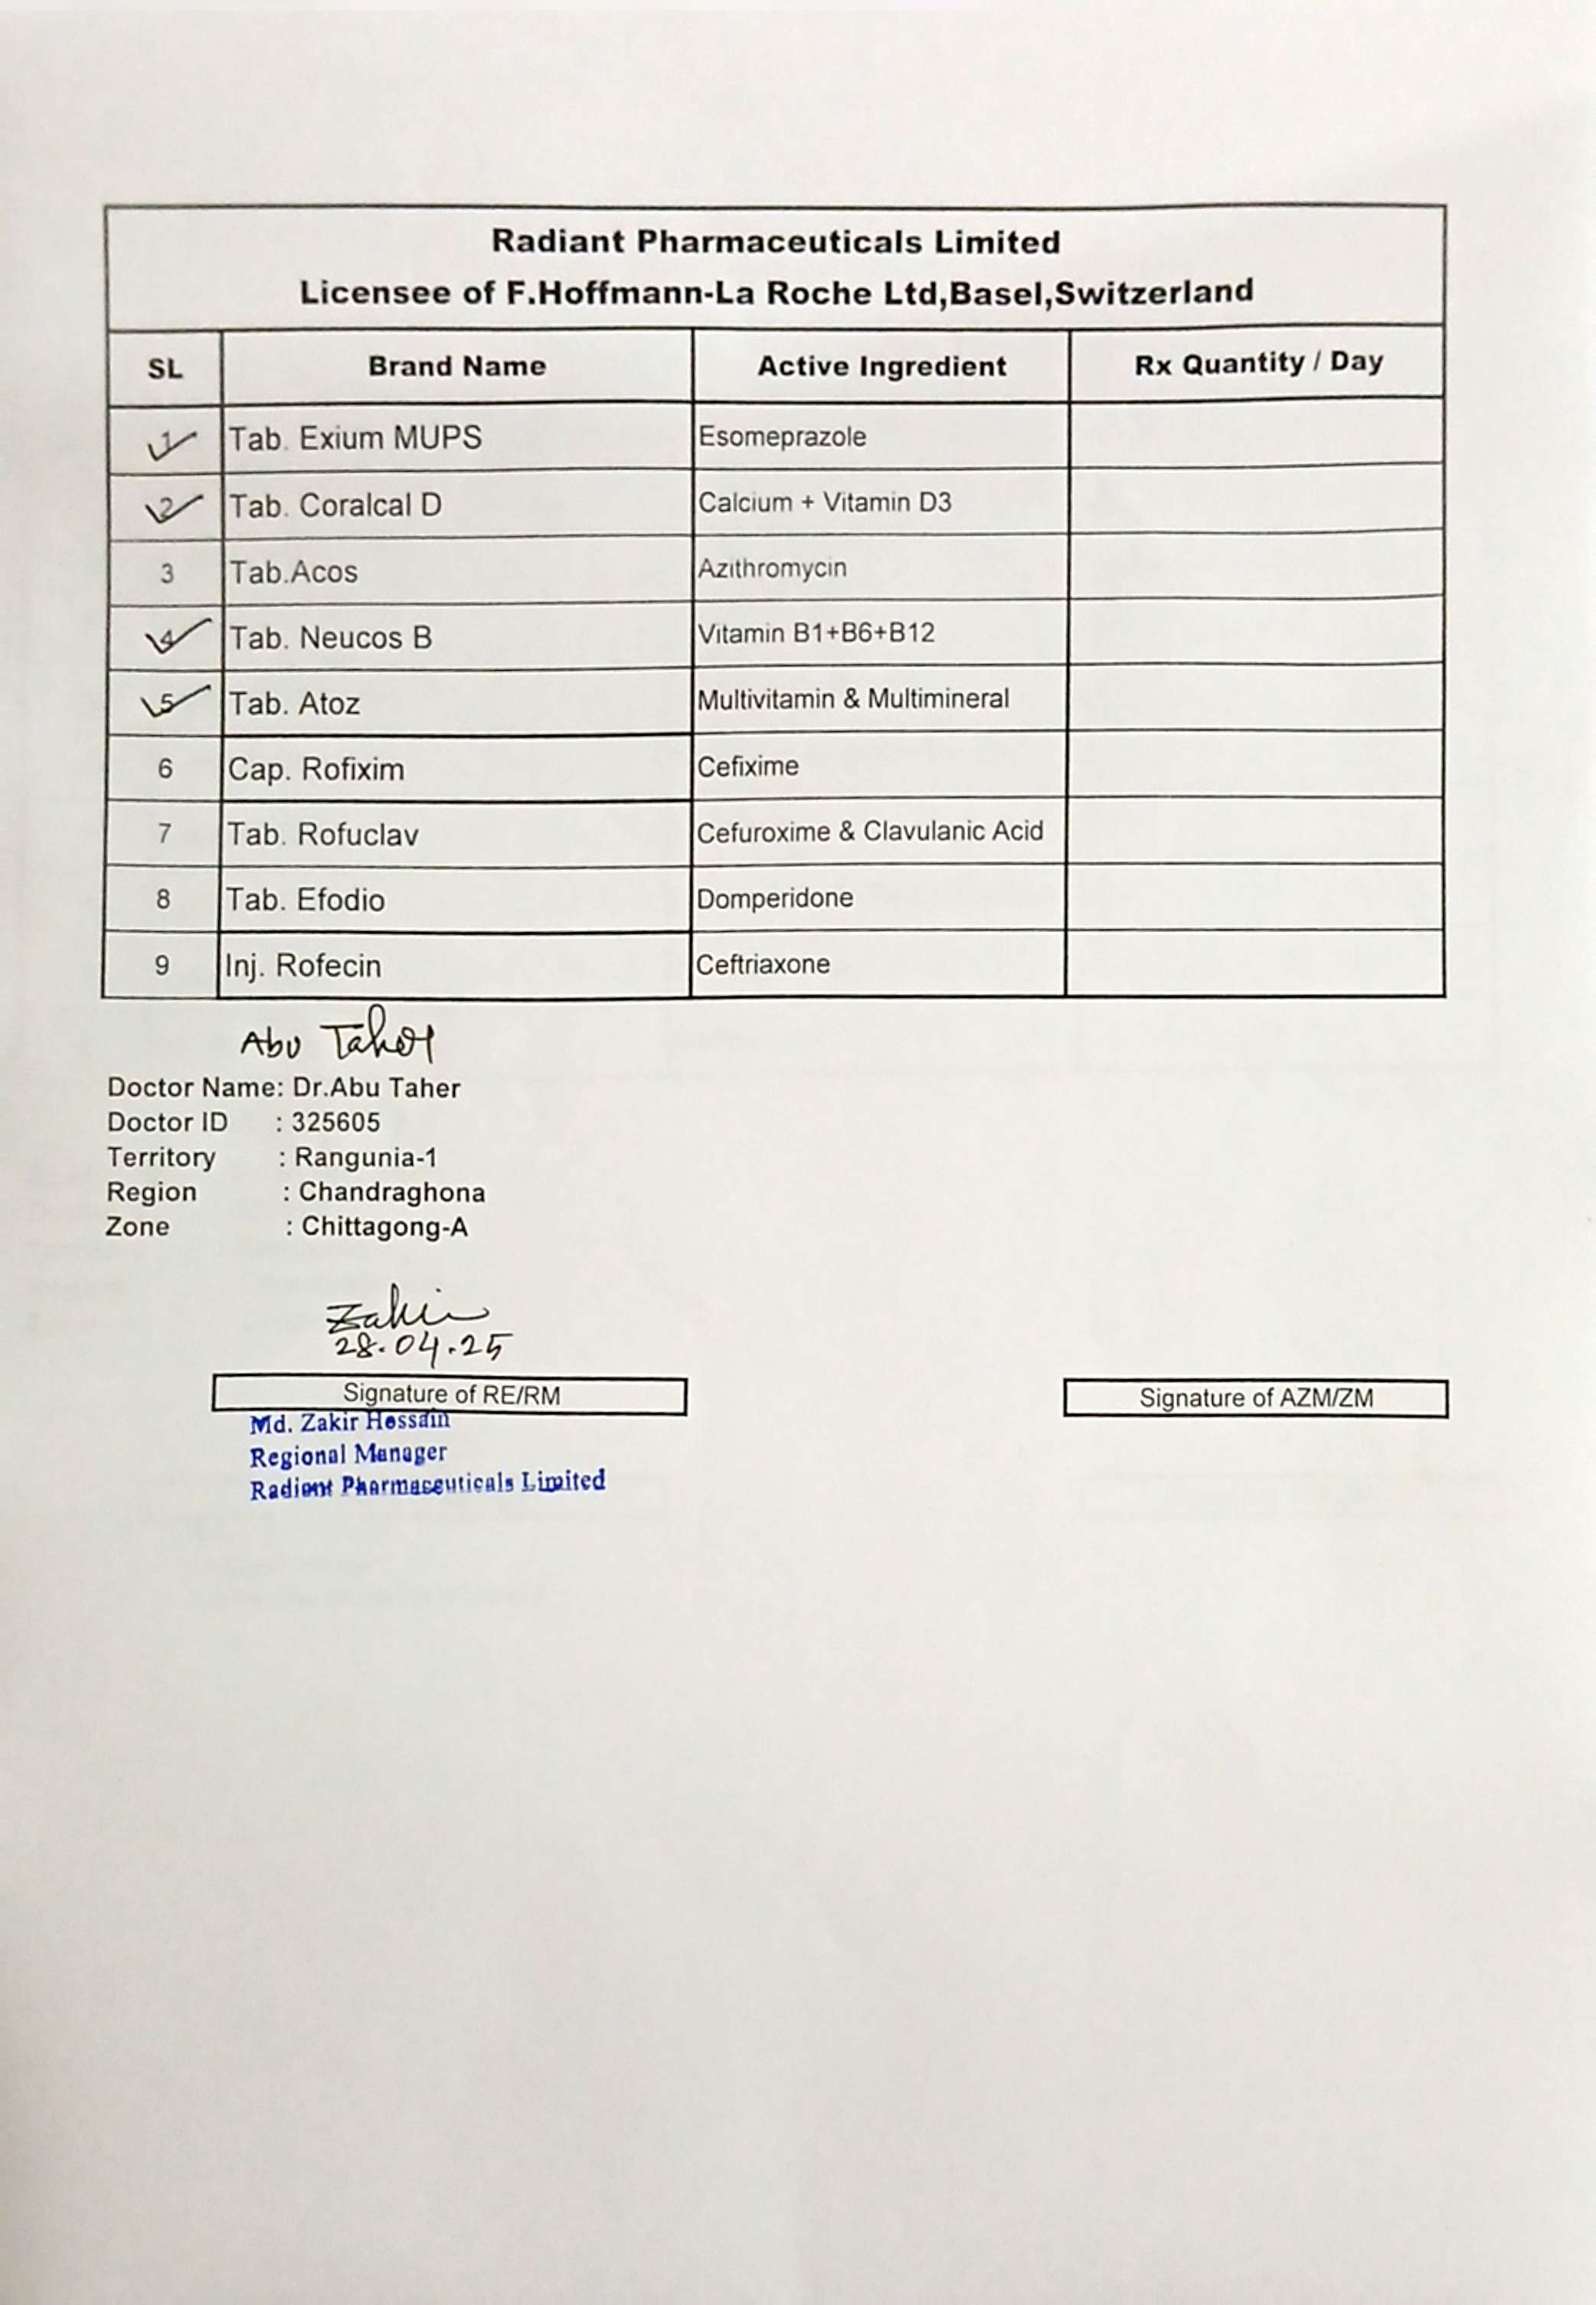 Radiant Pharmaceuticals Limited
Licensee of F.Hoffmann-La Roche Ltd,Basel,Switzerland
SL Brand Name Active Ingredient Rx Quantity / Day
1 Tab. Exium MUPS Esomeprazole
2 Tab. Coralcal D Calcium + Vitamin D3
3 Tab.Acos Azithromycin
4 Tab. Neucos B Vitamin B1+B6+B12
5 Tab. Atoz Multivitamin & Multimineral
6 Cap. Rofixim Cefixime
7 Tab. Rofuclav Cefuroxime & Clavulanic Acid
8 Tab. Efodio Domperidone
9 Inj. Rofecin Ceftriaxone
Abu Taher
Doctor Name: Dr.Abu Taher
Doctor ID : 325605
Territory : Rangunia-1
Region : Chandraghona
Zone : Chittagong-A
Zakir
28.04.25
Signature of RE/RM Signature of AZM/ZM
Md. Zakir Hossain
Regional Manager
Radiant Pharmaceuticals Limited